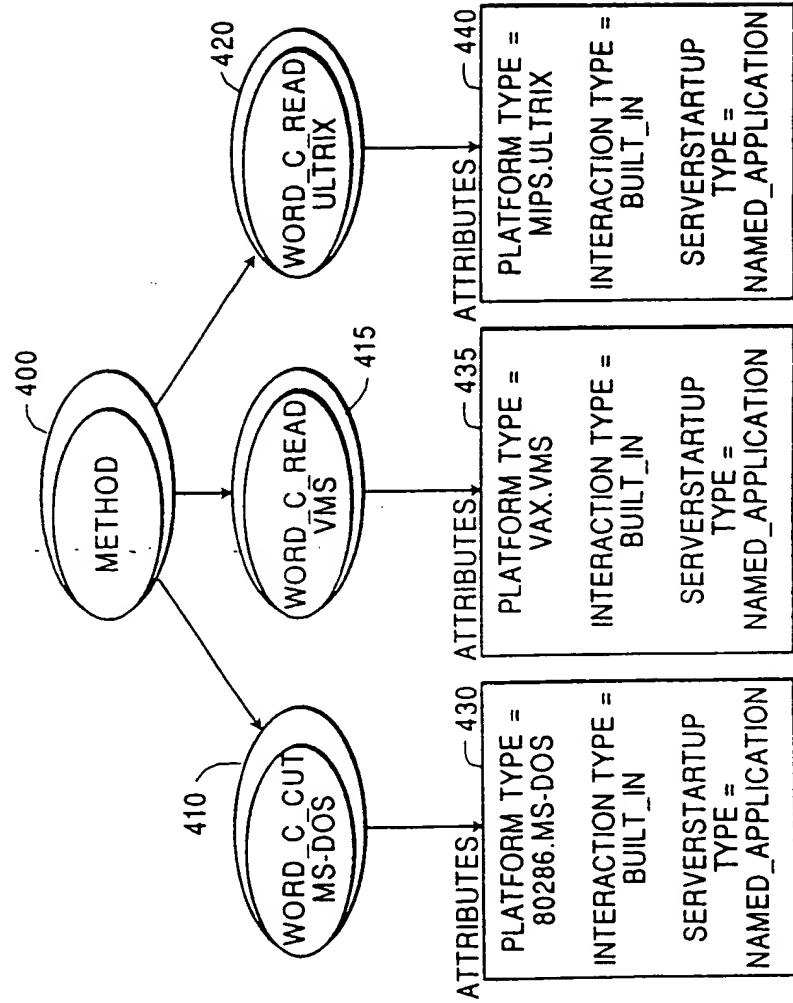 400
METHOD
410
WORD_C_CUT
MS-DOS
WORD_C_READ
VMS
415
WORD_C_READ
ULTRIX
420
ATTRIBUTES
430
PLATFORM TYPE =
80286.MS-DOS
INTERACTION TYPE =
BUILT_IN
SERVERSTARTUP
TYPE =
NAMED_APPLICATION
ATTRIBUTES
435
PLATFORM TYPE =
VAX.VMS
INTERACTION TYPE =
BUILT_IN
SERVERSTARTUP
TYPE =
NAMED_APPLICATION
ATTRIBUTES
440
PLATFORM TYPE =
MIPS.ULTRIX
INTERACTION TYPE =
BUILT_IN
SERVERSTARTUP
TYPE =
NAMED_APPLICATION